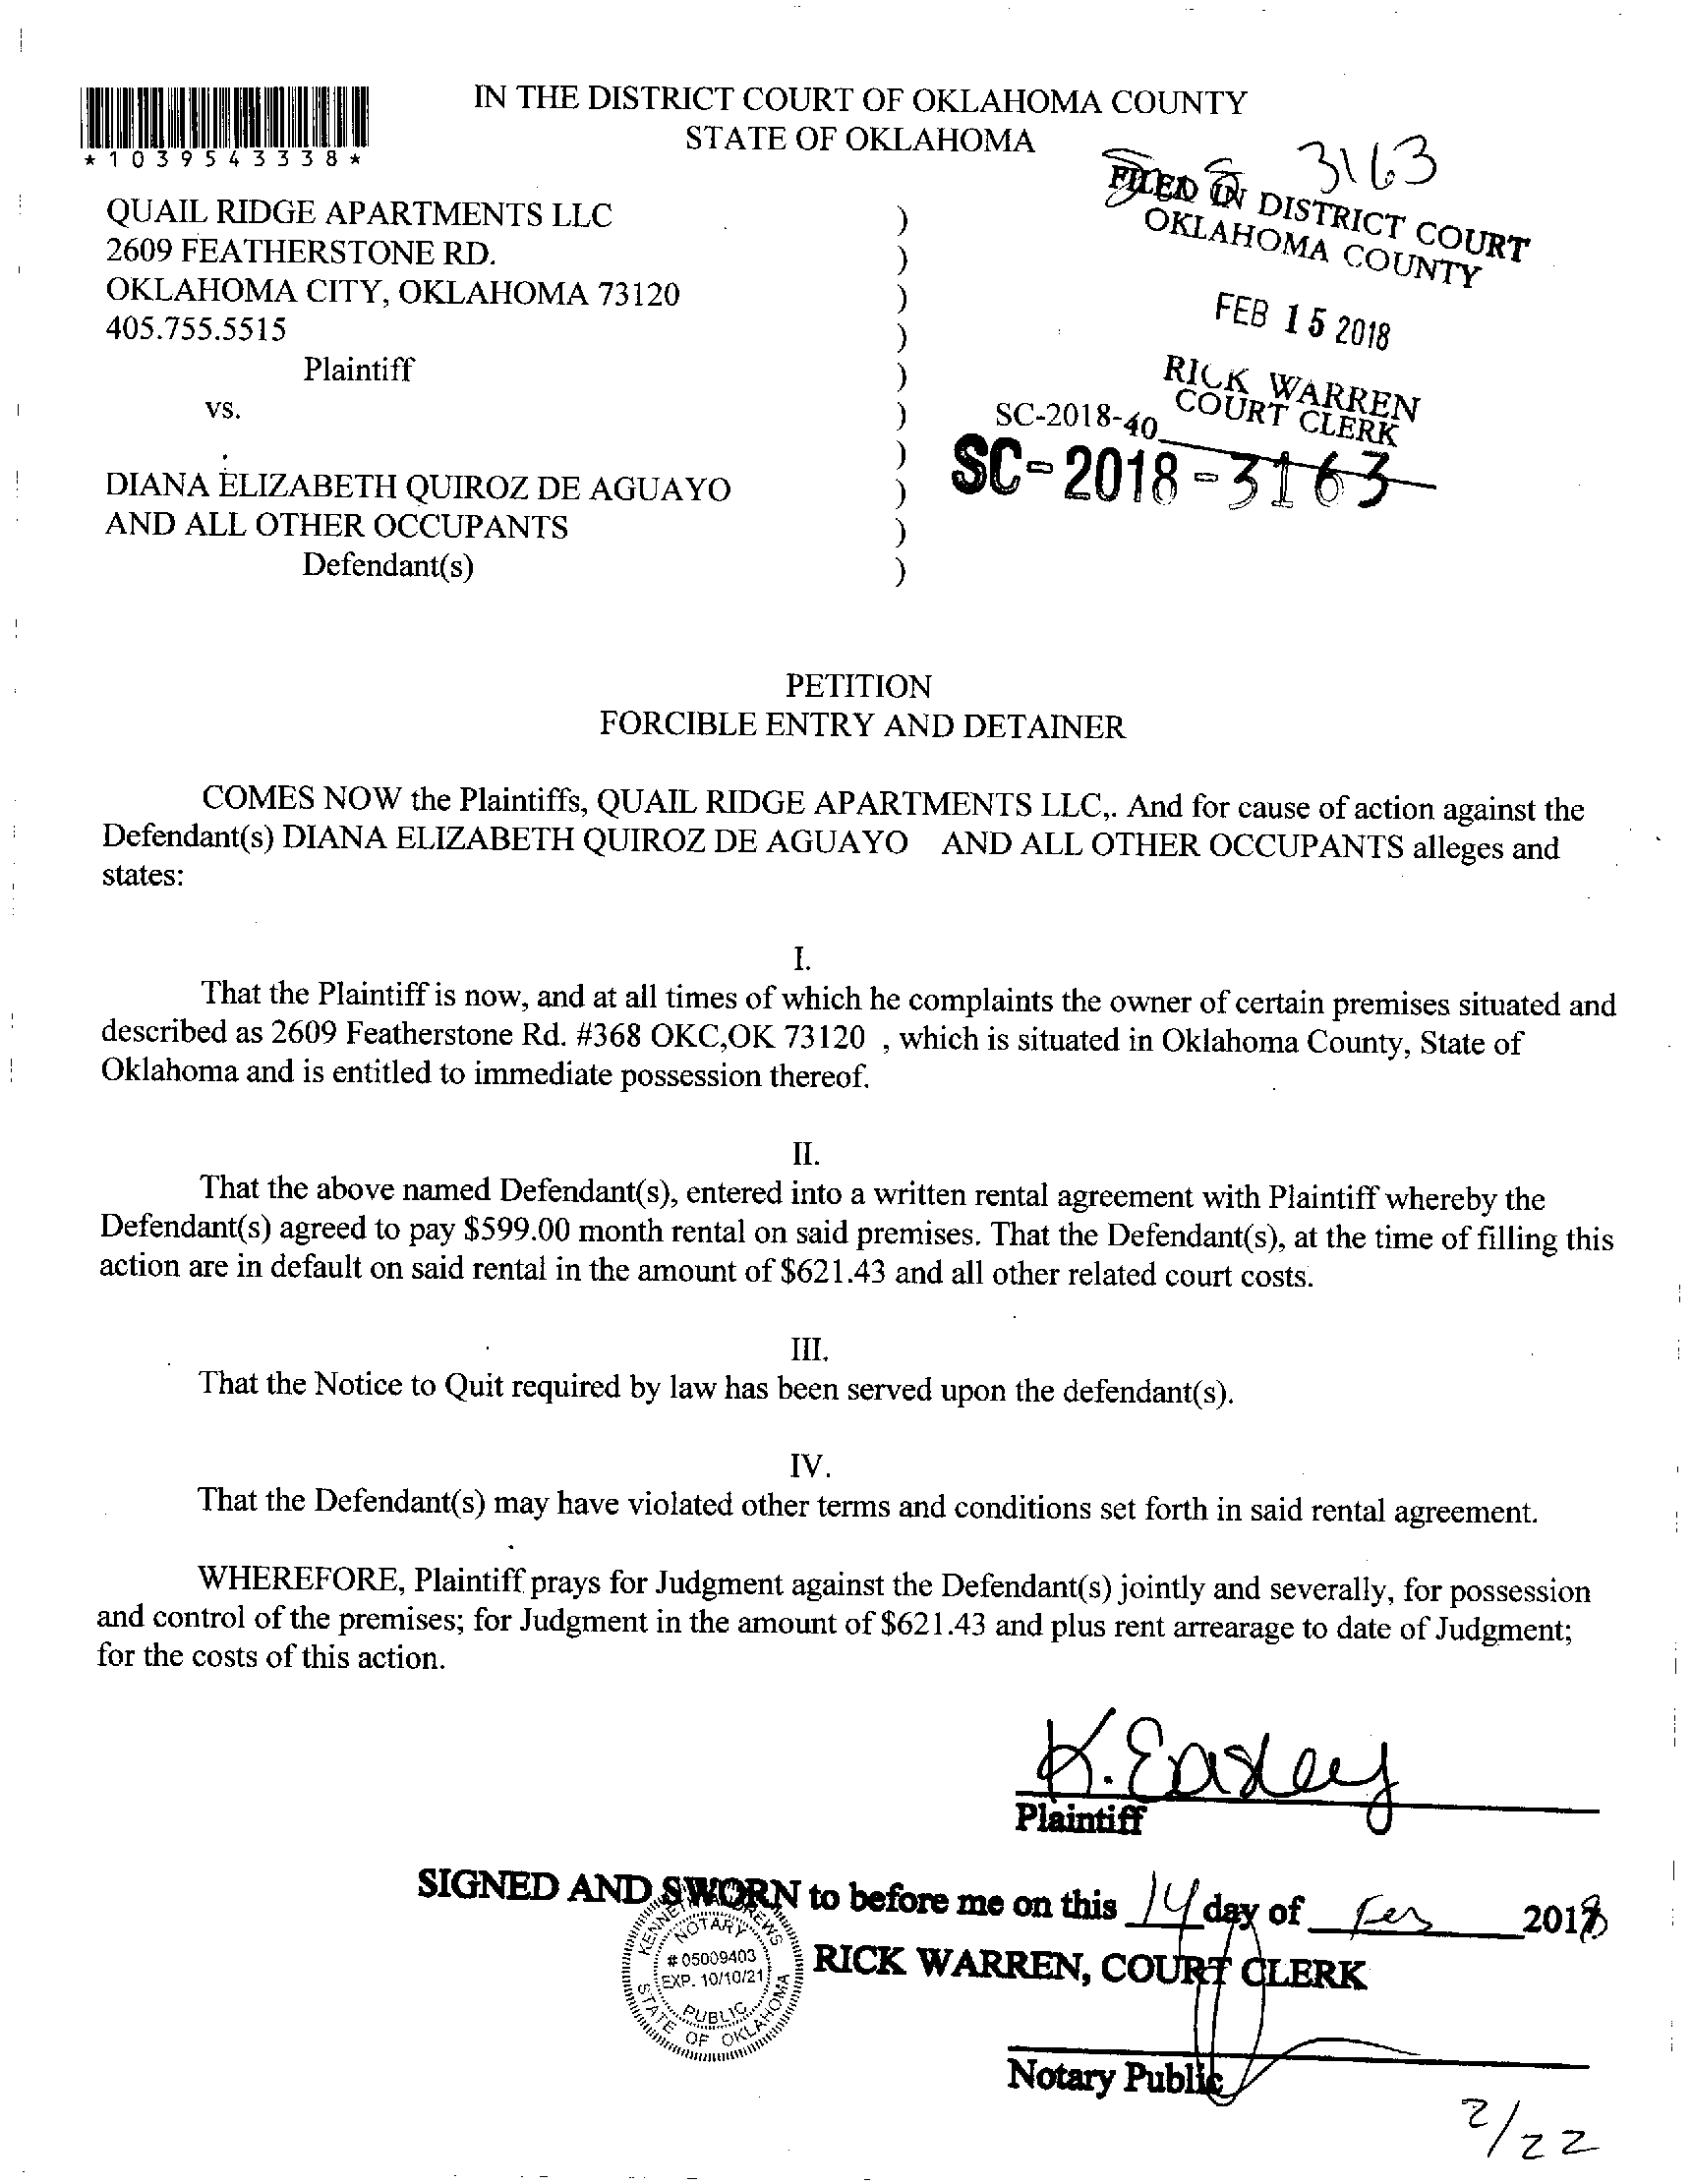 IN THE DISTRICT COURT OF OKLAHOMA COUNTY
STATE OF OKLAHOMA
*1039543338*
3163
FILED IN DISTRICT COURT
OKLAHOMA COUNTY
FEB 15 2018
RICK WARREN
COURT CLERK
QUAIL RIDGE APARTMENTS LLC )
2609 FEATHERSTONE RD. )
OKLAHOMA CITY, OKLAHOMA 73120 )
405.755.5515 )
Plaintiff )
vs. ) SC-2018-40
) SC-2018-3163
DIANA ELIZABETH QUIROZ DE AGUAYO )
AND ALL OTHER OCCUPANTS )
Defendant(s) )
PETITION
FORCIBLE ENTRY AND DETAINER
COMES NOW the Plaintiffs, QUAIL RIDGE APARTMENTS LLC,. And for cause of action against the
Defendant(s) DIANA ELIZABETH QUIROZ DE AGUAYO AND ALL OTHER OCCUPANTS alleges and
states:
I.
That the Plaintiff is now, and at all times of which he complaints the owner of certain premises situated and
described as 2609 Featherstone Rd. #368 OKC,OK 73120 , which is situated in Oklahoma County, State of
Oklahoma and is entitled to immediate possession thereof.
II.
That the above named Defendant(s), entered into a written rental agreement with Plaintiff whereby the
Defendant(s) agreed to pay $599.00 month rental on said premises. That the Defendant(s), at the time of filling this
action are in default on said rental in the amount of $621.43 and all other related court costs.
III.
That the Notice to Quit required by law has been served upon the defendant(s).
IV.
That the Defendant(s) may have violated other terms and conditions set forth in said rental agreement.
WHEREFORE, Plaintiff prays for Judgment against the Defendant(s) jointly and severally, for possession
and control of the premises; for Judgment in the amount of $621.43 and plus rent arrearage to date of Judgment;
for the costs of this action.
K. Easley
Plaintiff
SIGNED AND SWORN to before me on this 14 day of Feb 2018
KENNETH ANDREWS
NOTARY
# 05009403
EXP. 10/10/21
PUBLIC
STATE OF OKLAHOMA
RICK WARREN, COURT CLERK
Notary Public
2/22